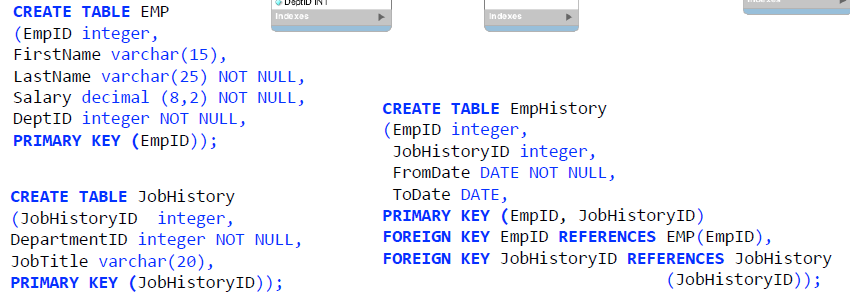 DeptID INT
Indexes
Indexes
Indexes
CREATE TABLE EMP
(EmpID integer,
FirstName varchar(15),
LastName varchar(25) NOT NULL,
Salary decimal (8,2) NOT NULL,
DeptID integer NOT NULL,
PRIMARY KEY (EmpID));
CREATE TABLE JobHistory
(JobHistoryID integer,
DepartmentID integer NOT NULL,
JobTitle varchar(20),
PRIMARY KEY (JobHistoryID));
CREATE TABLE EmpHistory
(EmpID integer,
JobHistoryID integer,
FromDate DATE NOT NULL,
ToDate DATE,
PRIMARY KEY (EmpID, JobHistoryID)
FOREIGN KEY EmpID REFERENCES EMP(EmpID),
FOREIGN KEY JobHistoryID REFERENCES JobHistory
(JobHistoryID));